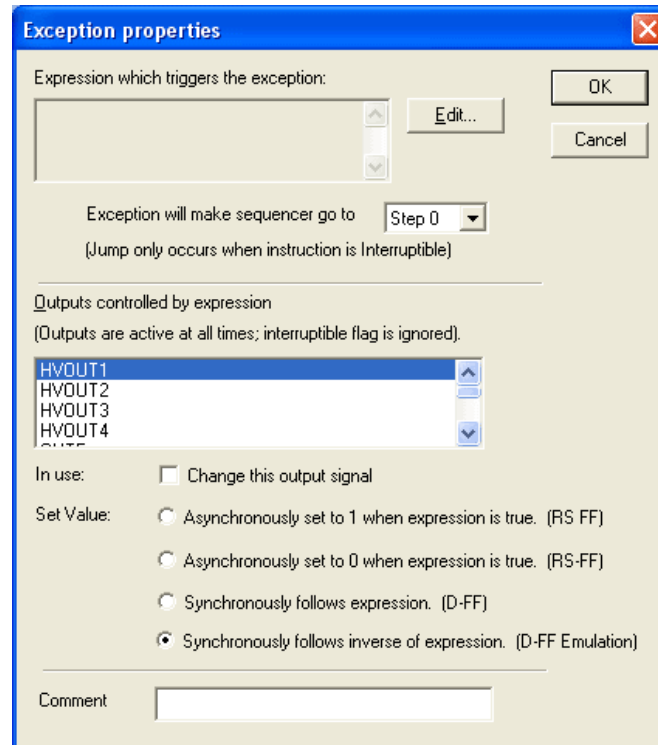 Exception properties
Expression which triggers the exception:
OK
Edit...
Cancel
Exception will make sequencer go to Step 0
(Jump only occurs when instruction is Interruptible)
Outputs controlled by expression
(Outputs are active at all times; interruptible flag is ignored).
HVOUT1
HVOUT2
HVOUT3
HVOUT4
In use: Change this output signal
Set Value: Asynchronously set to 1 when expression is true. (RS FF)
Asynchronously set to 0 when expression is true. (RS-FF)
Synchronously follows expression. (D-FF)
Synchronously follows inverse of expression. (D-FF Emulation)
Comment